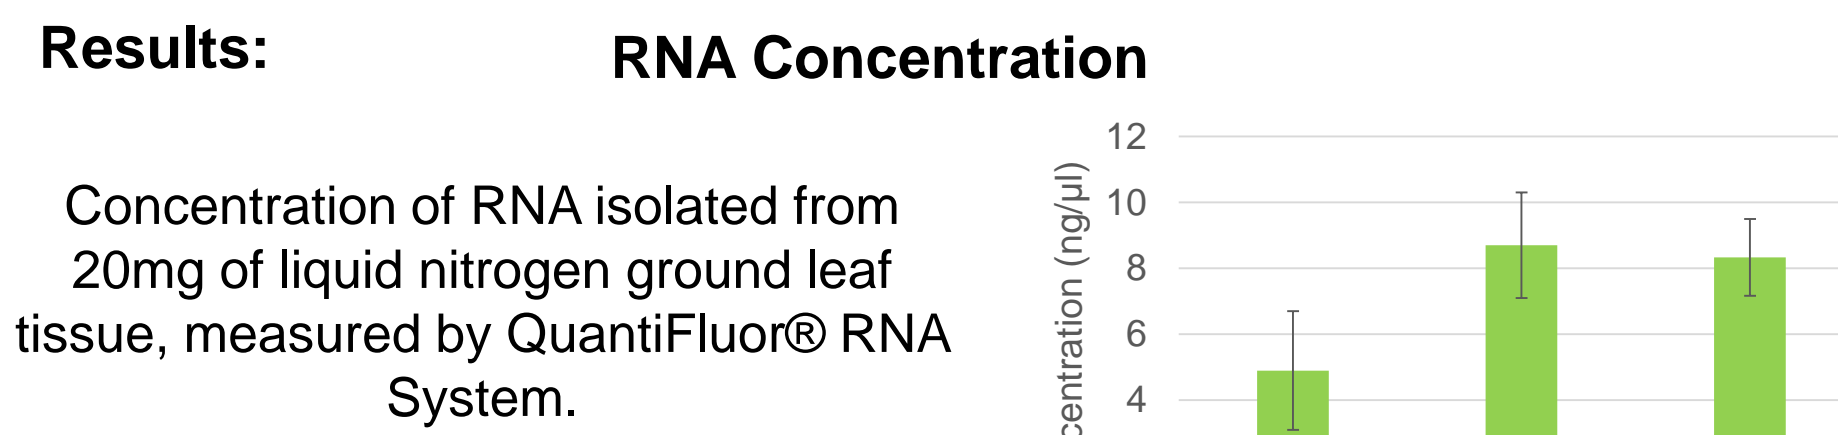 Results:
RNA Concentration
Concentration of RNA isolated from
20mg of liquid nitrogen ground leaf
tissue, measured by QuantiFluor® RNA
System.
12
10
8
6
4
(ng/µl)